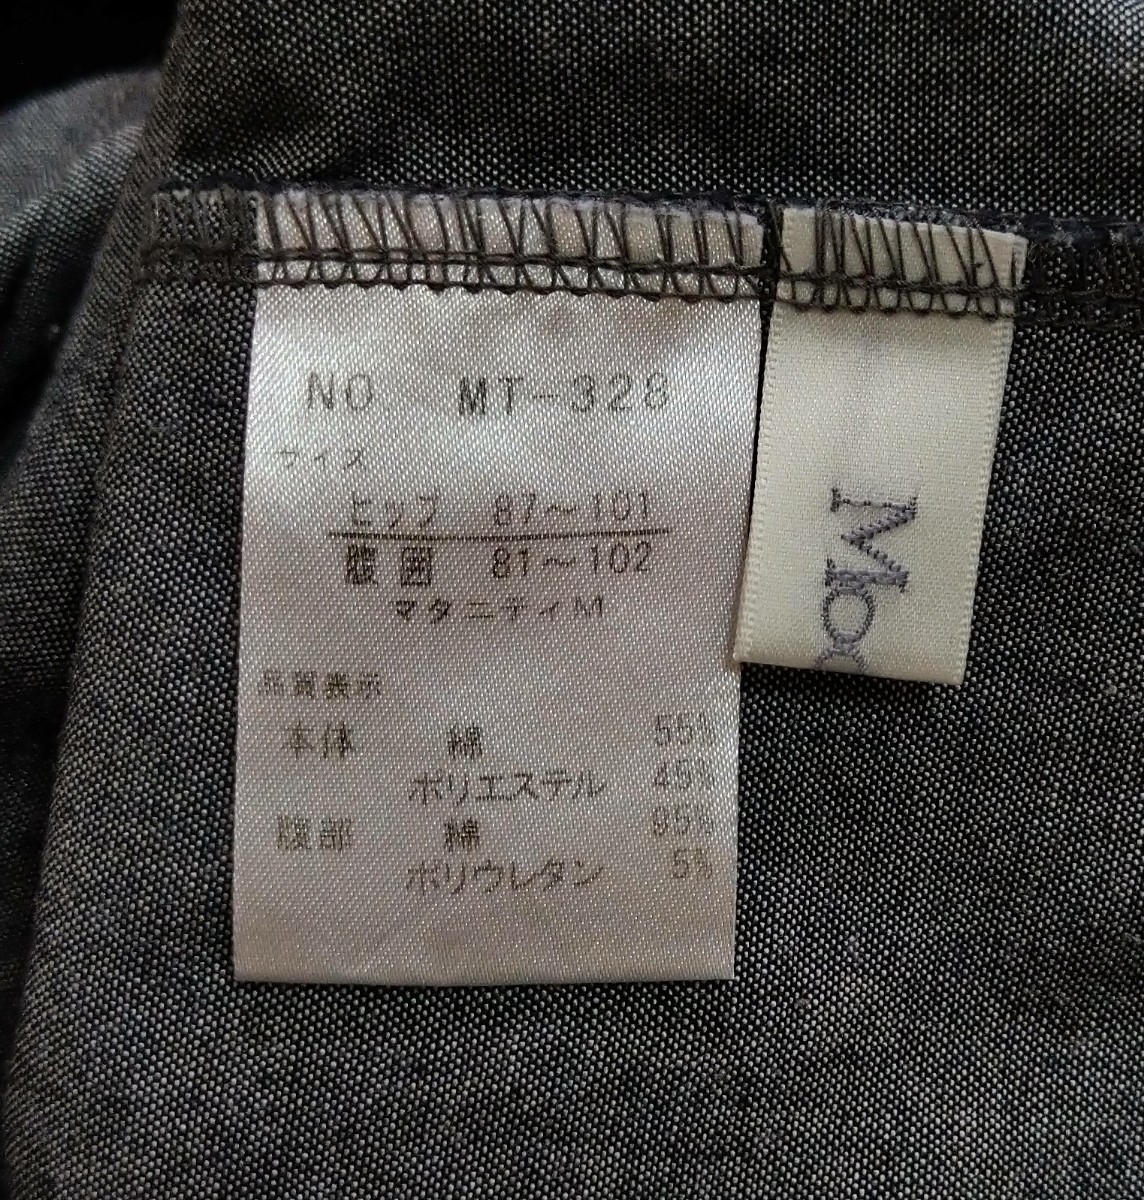 NO MT-328
サイズ
ヒップ 87〜101
腹囲 81〜102
マタニティM
品質表示
本体 綿 55%
ポリエステル 45%
腹部 綿 95%
ポリウレタン 5%